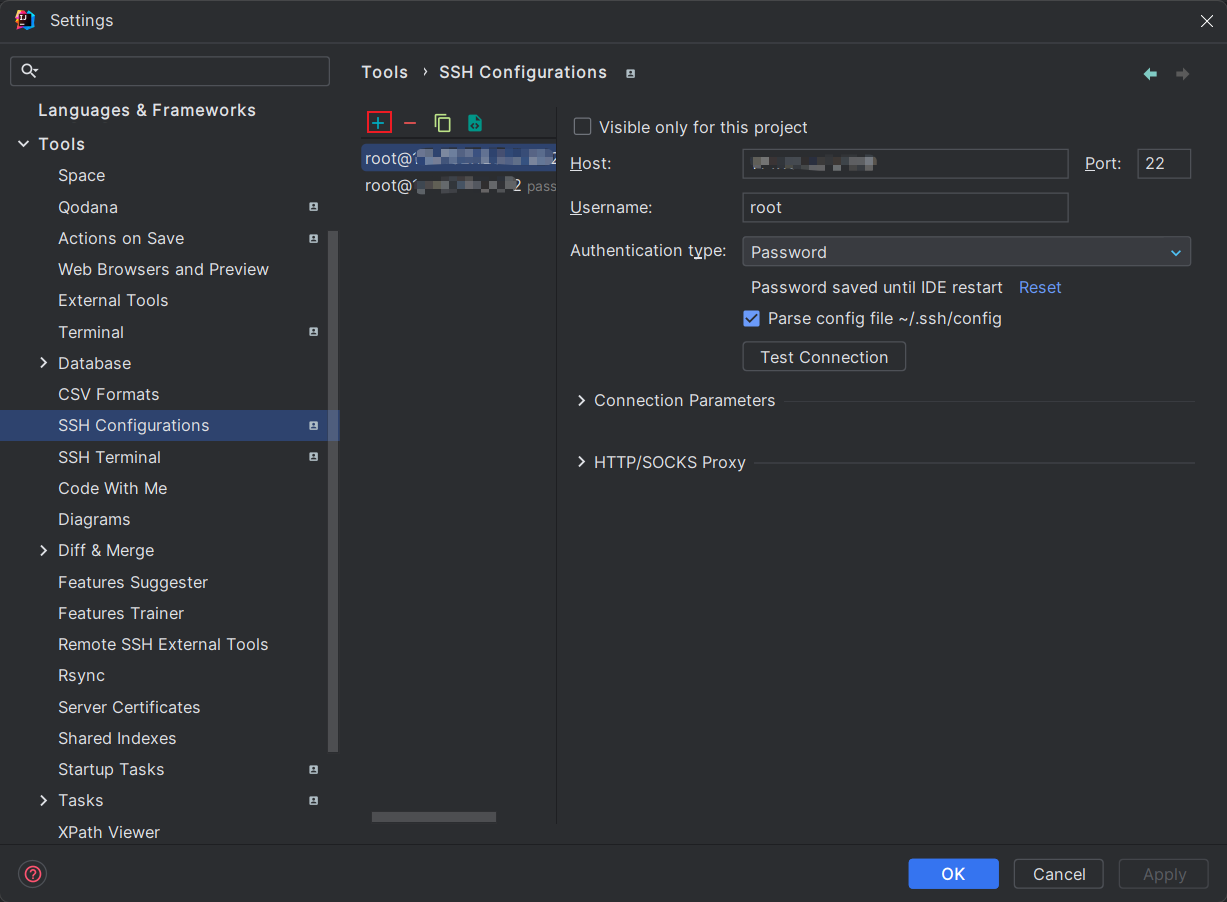 Settings
Tools › SSH Configurations
Languages & Frameworks
Tools
Space
Qodana
Actions on Save
Web Browsers and Preview
External Tools
Terminal
Database
CSV Formats
SSH Configurations
SSH Terminal
Code With Me
Diagrams
Diff & Merge
Features Suggester
Features Trainer
Remote SSH External Tools
Rsync
Server Certificates
Shared Indexes
Startup Tasks
Tasks
XPath Viewer
root@
root@ 2 pass
Visible only for this project
Host: Port: 22
Username: root
Authentication type: Password
Password saved until IDE restart Reset
Parse config file ~/.ssh/config
Test Connection
Connection Parameters
HTTP/SOCKS Proxy
OK Cancel Apply